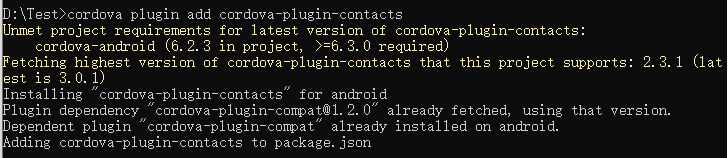 D:\Test>cordova plugin add cordova-plugin-contacts
Unmet project requirements for latest version of cordova-plugin-contacts:
    cordova-android (6.2.3 in project, >=6.3.0 required)
Fetching highest version of cordova-plugin-contacts that this project supports: 2.3.1 (lat
est is 3.0.1)
Installing "cordova-plugin-contacts" for android
Plugin dependency "cordova-plugin-compat@1.2.0" already fetched, using that version.
Dependent plugin "cordova-plugin-compat" already installed on android.
Adding cordova-plugin-contacts to package.json